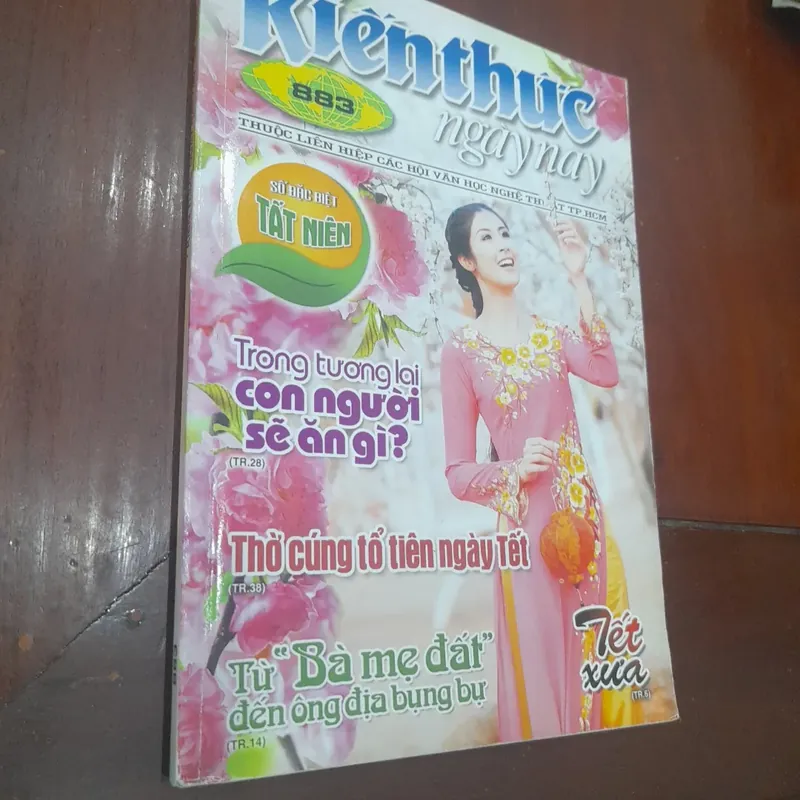 Kiến thức
ngày nay
883
THUỘC LIÊN HIỆP CÁC HỘI VĂN HỌC NGHỆ THUẬT TP.HCM
SỐ ĐẶC BIỆT
TẤT NIÊN
Trong tương lai
con người
sẽ ăn gì?
(TR.28)
Thờ cúng tổ tiên ngày Tết
(TR.38)
Từ "Bà mẹ đất"
đến ông địa bụng bự
(TR.14)
Tết
xưa
(TR.6)